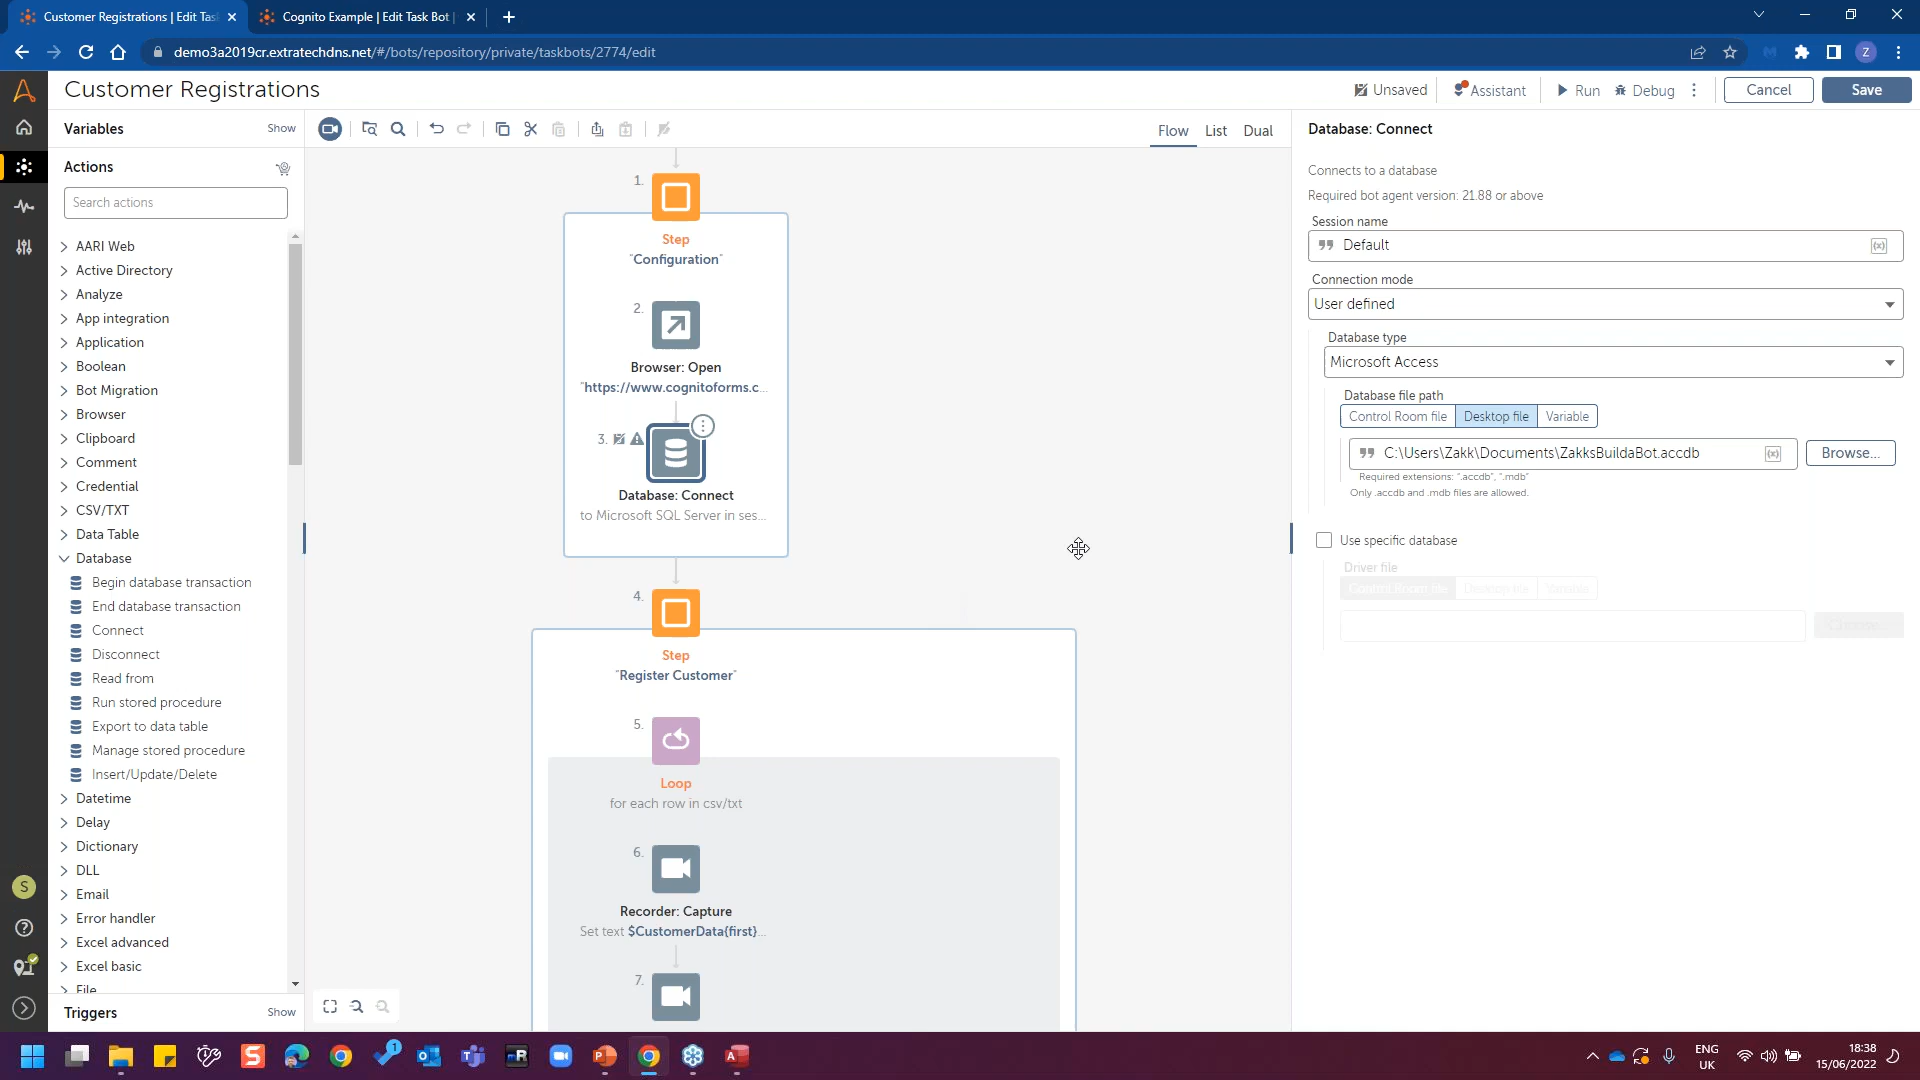 Customer Registrations | Edit Tas
Cognito Example | Edit Task Bot |
demo3a2019cr.extratechdns.net/#/bots/repository/private/taskbots/2774/edit
Z
Customer Registrations
Unsaved
Assistant
Run
Debug
Cancel
Save
Variables
Show
Actions
Search actions
AARI Web
Active Directory
Analyze
App integration
Application
Boolean
Bot Migration
Browser
Clipboard
Comment
Credential
CSV/TXT
Data Table
Database
Begin database transaction
End database transaction
Connect
Disconnect
Read from
Run stored procedure
Export to data table
Manage stored procedure
Insert/Update/Delete
Datetime
Delay
Dictionary
DLL
Email
Error handler
Excel advanced
Excel basic
File
Triggers
Show
S
Flow
List
Dual
1.
Step
"Configuration"
2.
Browser: Open
"https://www.cognitoforms.c...
3.
Database: Connect
to Microsoft SQL Server in ses...
4.
Step
"Register Customer"
5.
Loop
for each row in csv/txt
6.
Recorder: Capture
Set text $CustomerData{first}...
7.
Database: Connect
Connects to a database
Required bot agent version: 21.88 or above
Session name
Default
(x)
Connection mode
User defined
Database type
Microsoft Access
Database file path
Control Room file
Desktop file
Variable
C:\Users\Zakk\Documents\ZakksBuildaBot.accdb
(x)
Browse...
Required extensions: ".accdb", ".mdb"
Only .accdb and .mdb files are allowed.
Use specific database
Driver file
Control Room file
Desktop file
Variable
1
ENG
UK
18:38
15/06/2022